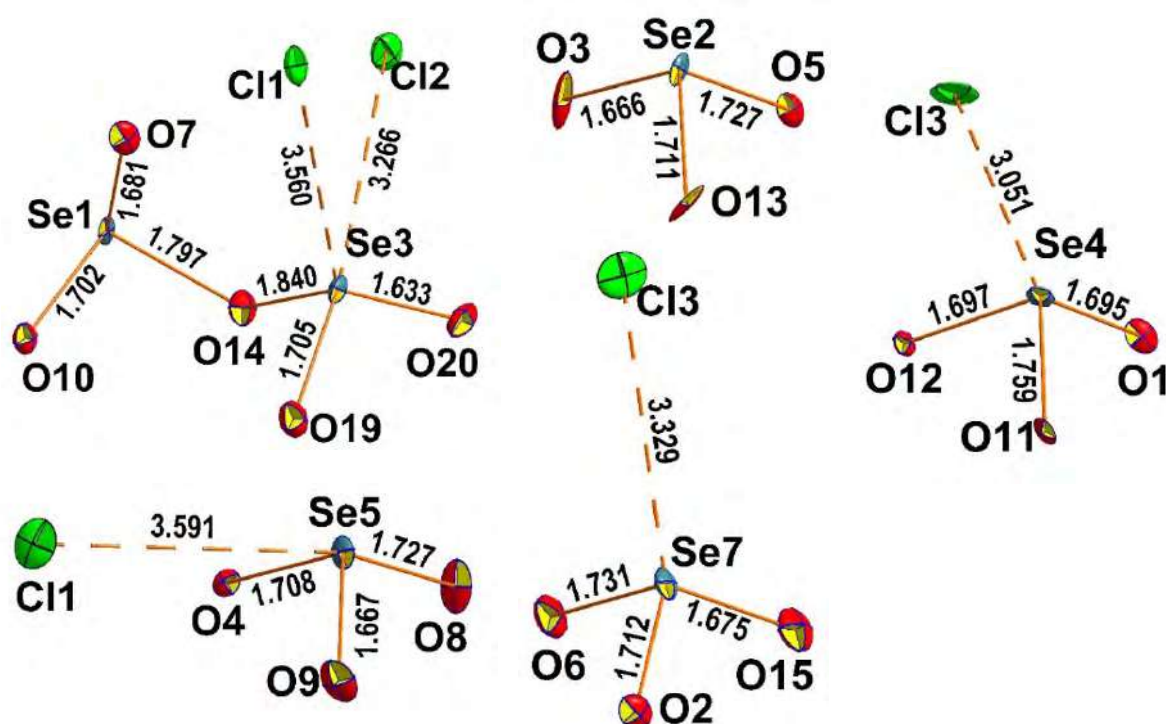 Cl1
Cl2
O7
3.560
3.266
1.681
Se1
1.797
Se3
1.702
1.840
1.633
O10
O14
1.705
O20
O19
Se2
O3
O5
1.666
1.727
1.711
O13
Cl3
3.051
Se4
1.697
1.695
O12
1.759
O1
O11
Cl3
3.329
Se7
1.731
1.675
O6
1.712
O15
O2
3.591
Se5
Cl1
1.727
O4
1.708
1.667
O8
O9